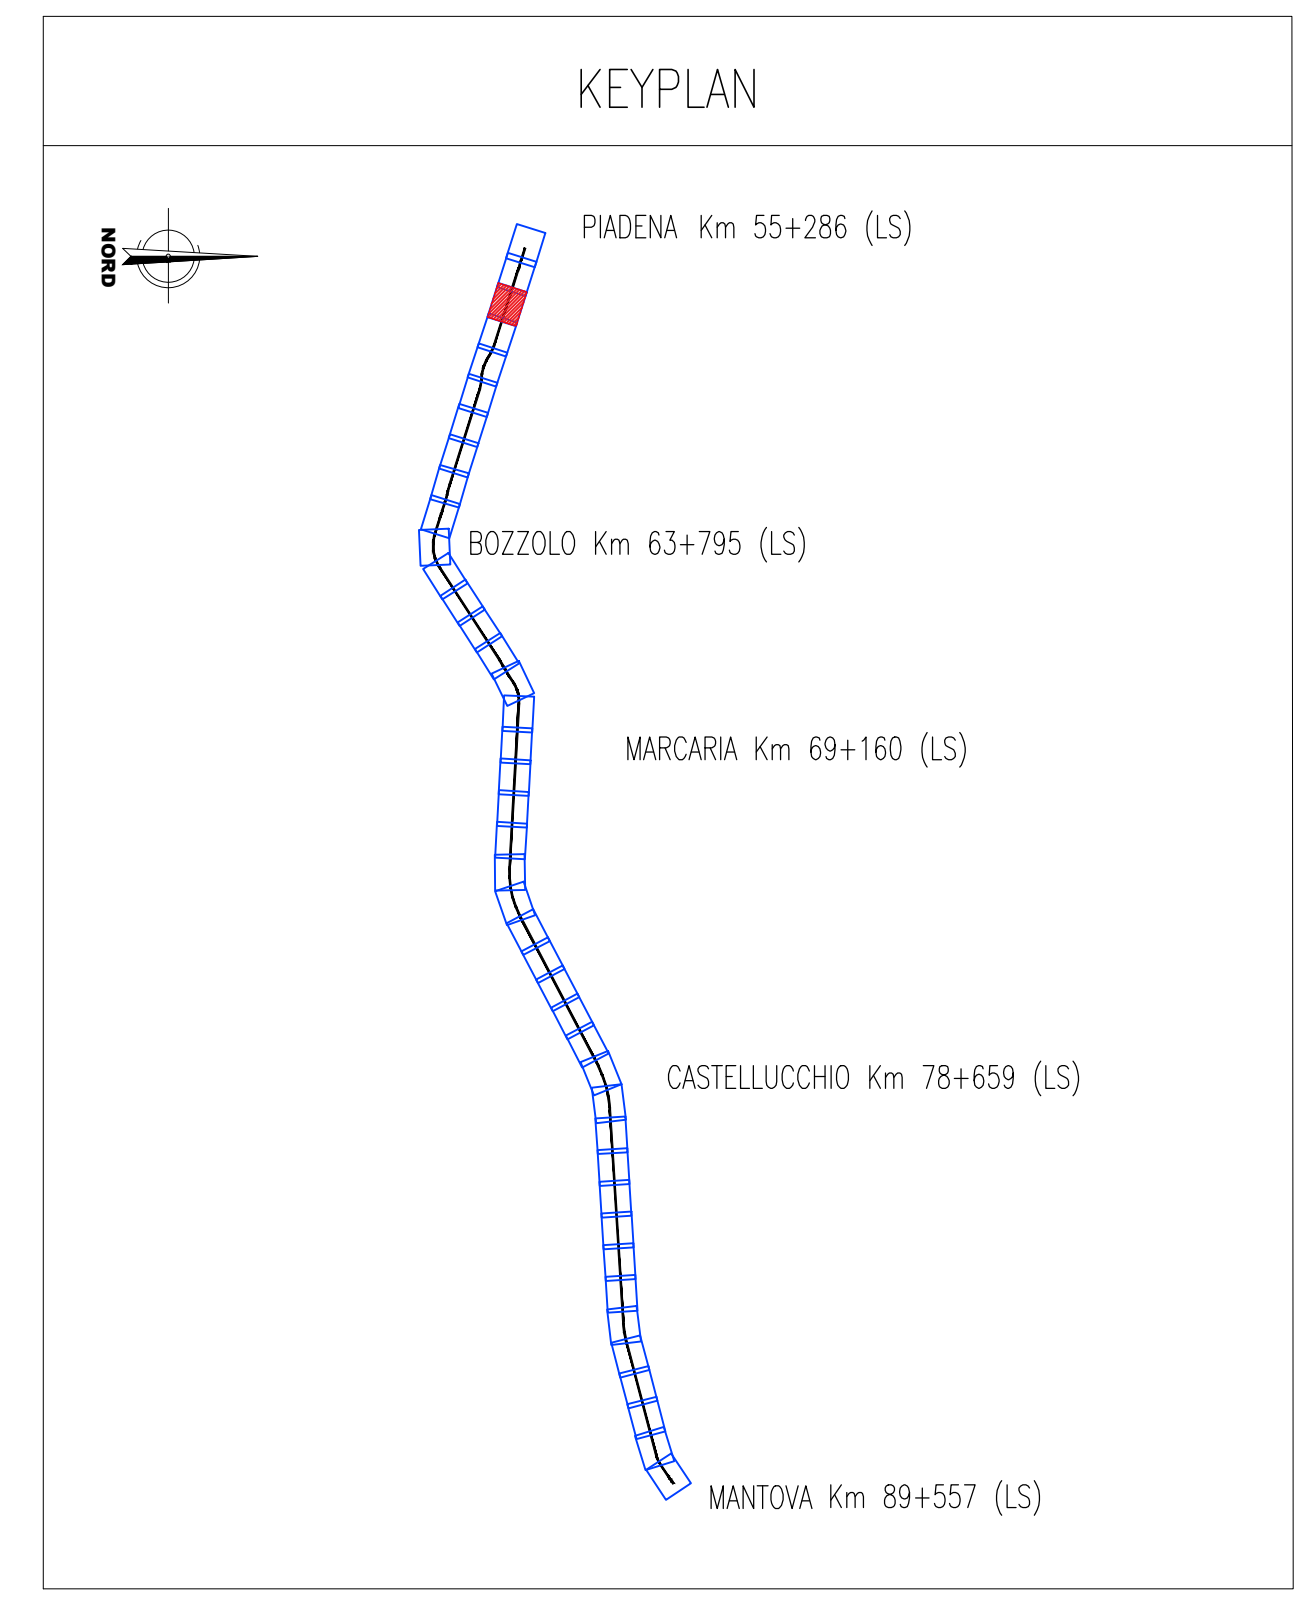 KEYPLAN
NORD
PIADENA Km 55+286 (LS)
BOZZOLO Km 63+795 (LS)
MARCARIA Km 69+160 (LS)
CASTELLUCCHIO Km 78+659 (LS)
MANTOVA Km 89+557 (LS)